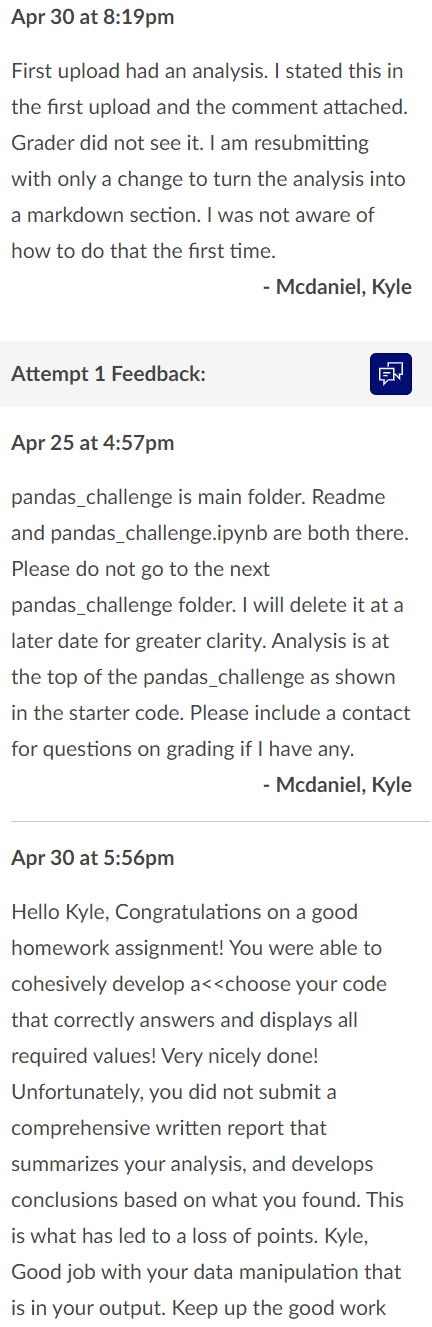 Apr 30 at 8:19pm
First upload had an analysis. I stated this in
the first upload and the comment attached.
Grader did not see it. I am resubmitting
with only a change to turn the analysis into
a markdown section. I was not aware of
how to do that the first time.
- Mcdaniel, Kyle
Attempt 1 Feedback:
Apr 25 at 4:57pm
pandas_challenge is main folder. Readme
and pandas_challenge.ipynb are both there.
Please do not go to the next
pandas_challenge folder. I will delete it at a
later date for greater clarity. Analysis is at
the top of the pandas_challenge as shown
in the starter code. Please include a contact
for questions on grading if I have any.
- Mcdaniel, Kyle
Apr 30 at 5:56pm
Hello Kyle, Congratulations on a good
homework assignment! You were able to
cohesively develop a<<choose your code
that correctly answers and displays all
required values! Very nicely done!
Unfortunately, you did not submit a
comprehensive written report that
summarizes your analysis, and develops
conclusions based on what you found. This
is what has led to a loss of points. Kyle,
Good job with your data manipulation that
is in your output. Keep up the good work